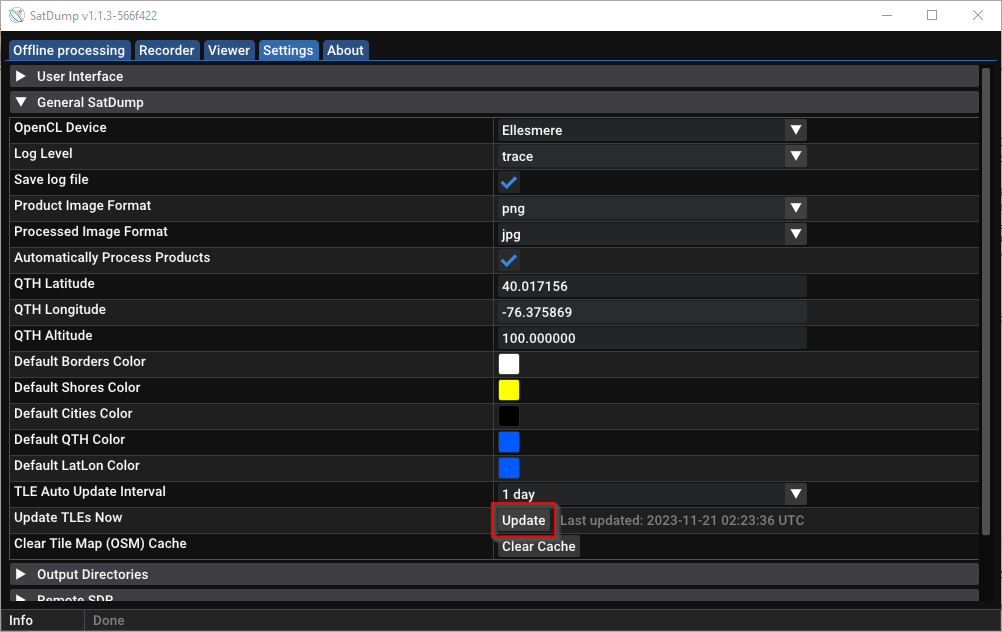 SatDump v1.1.3-566f422
Offline processing Recorder Viewer Settings About
User Interface
General SatDump
OpenCL Device Ellesmere
Log Level trace
Save log file
Product Image Format png
Processed Image Format jpg
Automatically Process Products
QTH Latitude 40.017156
QTH Longitude -76.375869
QTH Altitude 100.000000
Default Borders Color
Default Shores Color
Default Cities Color
Default QTH Color
Default LatLon Color
TLE Auto Update Interval 1 day
Update TLEs Now Update Last updated: 2023-11-21 02:23:36 UTC
Clear Tile Map (OSM) Cache Clear Cache
Output Directories
Remote SDR
Info Done